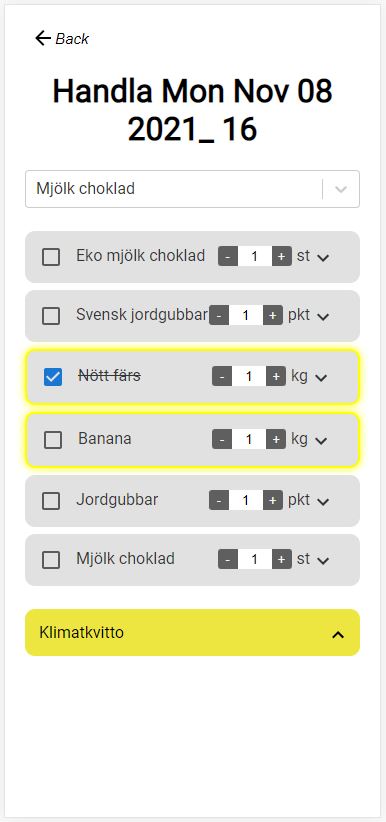 Back
Handla Mon Nov 08
2021_ 16
Mjölk choklad
Eko mjölk choklad - 1 + st
Svensk jordgubbar - 1 + pkt
Nött färs - 1 + kg
Banana - 1 + kg
Jordgubbar - 1 + pkt
Mjölk choklad - 1 + st
Klimatkvitto